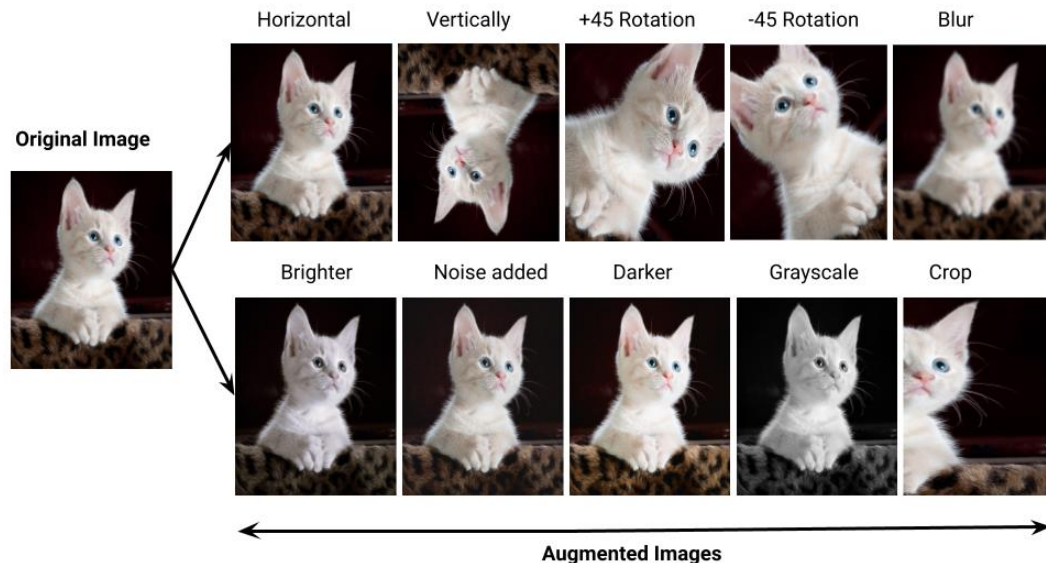 Horizontal Vertically +45 Rotation -45 Rotation Blur
Original Image
Brighter Noise added Darker Grayscale Crop
Augmented Images